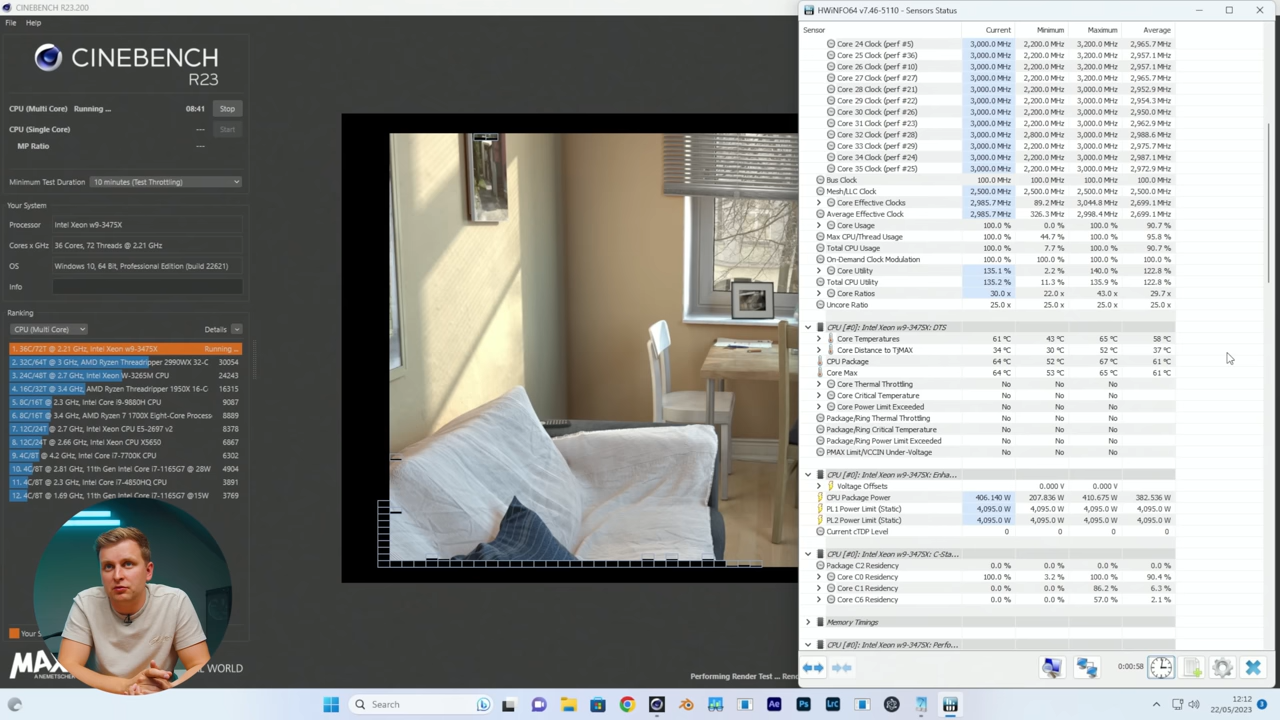 CINEBENCH R23.200
File Help
CINEBENCH
R23
CPU (Multi Core) Running ... 08:41 Stop
CPU (Single Core) --- Start
MP Ratio ---
Minimum Test Duration 10 minutes (Test Throttling)
Your System
Processor Intel Xeon w9-3475X
Cores x GHz 36 Cores, 72 Threads @ 2.21 GHz
OS Windows 10, 64 Bit, Professional Edition (build 22621)
Info
Ranking
CPU (Multi Core) Details
1. 36C/72T @ 2.21 GHz, Intel Xeon w9-3475X Running ...
2. 32C/64T @ 3 GHz, AMD Ryzen Threadripper 2990WX 32-C 30054
3. 24C/48T @ 2.7 GHz, Intel Xeon W-3265M CPU 24243
4. 16C/32T @ 3.4 GHz, AMD Ryzen Threadripper 1950X 16-C 16315
5. 8C/16T @ 2.3 GHz, Intel Core i9-9880H CPU 9087
6. 8C/16T @ 3.4 GHz, AMD Ryzen 7 1700X Eight-Core Proces 8889
7. 12C/24T @ 2.7 GHz, Intel Xeon CPU E5-2697 v2 8378
8. 12C/24T @ 2.66 GHz, Intel Xeon CPU X5650 6867
9. 4C/8T @ 4.2 GHz, Intel Core i7-7700K CPU 6302
10. 4C/8T @ 2.81 GHz, 11th Gen Intel Core i7-1165G7 @ 28W 4904
11. 4C/8T @ 2.3 GHz, Intel Core i7-4850HQ CPU 3891
12. 4C/8T @ 1.69 GHz, 11th Gen Intel Core i7-1165G7 @15W 3769
Your S
MAX
A NEMETSCHE
WORLD
Performing Render Test ...
HWiNFO64 v7.46-5110 - Sensors Status
Sensor Current Minimum Maximum Average
Core 24 Clock (perf #5) 3,000.0 MHz 2,200.0 MHz 3,200.0 MHz 2,965.7 MHz
Core 25 Clock (perf #36) 3,000.0 MHz 2,200.0 MHz 3,000.0 MHz 2,957.1 MHz
Core 26 Clock (perf #10) 3,000.0 MHz 2,200.0 MHz 3,000.0 MHz 2,960.0 MHz
Core 27 Clock (perf #27) 3,000.0 MHz 2,200.0 MHz 3,000.0 MHz 2,965.7 MHz
Core 28 Clock (perf #21) 3,000.0 MHz 2,200.0 MHz 3,000.0 MHz 2,952.9 MHz
Core 29 Clock (perf #22) 3,000.0 MHz 2,200.0 MHz 3,000.0 MHz 2,954.3 MHz
Core 30 Clock (perf #26) 3,000.0 MHz 2,200.0 MHz 3,000.0 MHz 2,950.0 MHz
Core 31 Clock (perf #23) 3,000.0 MHz 2,200.0 MHz 3,000.0 MHz 2,962.9 MHz
Core 32 Clock (perf #28) 3,000.0 MHz 2,800.0 MHz 3,000.0 MHz 2,988.6 MHz
Core 33 Clock (perf #29) 3,000.0 MHz 2,200.0 MHz 3,000.0 MHz 2,975.7 MHz
Core 34 Clock (perf #24) 3,000.0 MHz 2,200.0 MHz 3,000.0 MHz 2,987.1 MHz
Core 35 Clock (perf #25) 3,000.0 MHz 2,200.0 MHz 3,000.0 MHz 2,972.9 MHz
Bus Clock 100.0 MHz 100.0 MHz 100.0 MHz 100.0 MHz
Mesh/LLC Clock 2,500.0 MHz 2,500.0 MHz 2,500.0 MHz 2,500.0 MHz
Core Effective Clocks 2,985.7 MHz 89.2 MHz 3,044.8 MHz 2,699.1 MHz
Average Effective Clock 2,985.7 MHz 326.3 MHz 2,998.4 MHz 2,699.1 MHz
Core Usage 100.0 % 0.0 % 100.0 % 90.7 %
Max CPU/Thread Usage 100.0 % 44.7 % 100.0 % 95.8 %
Total CPU Usage 100.0 % 7.7 % 100.0 % 90.7 %
On-Demand Clock Modulation 100.0 % 100.0 % 100.0 % 100.0 %
Core Utility 135.1 % 2.2 % 140.0 % 122.8 %
Total CPU Utility 135.2 % 11.3 % 135.9 % 122.8 %
Core Ratios 30.0 x 22.0 x 43.0 x 29.7 x
Uncore Ratio 25.0 x 25.0 x 25.0 x 25.0 x
CPU [#0]: Intel Xeon w9-3475X: DTS
Core Temperatures 61 °C 43 °C 65 °C 58 °C
Core Distance to TjMAX 34 °C 30 °C 52 °C 37 °C
CPU Package 64 °C 52 °C 67 °C 61 °C
Core Max 64 °C 53 °C 65 °C 61 °C
Core Thermal Throttling No No No
Core Critical Temperature No No No
Core Power Limit Exceeded No No No
Package/Ring Thermal Throttling No No No
Package/Ring Critical Temperature No No No
Package/Ring Power Limit Exceeded No No No
PMAX Limit/VCCIN Under-Voltage No No No
CPU [#0]: Intel Xeon w9-3475X: Enha...
Voltage Offsets 0.000 V 0.000 V
CPU Package Power 406.140 W 207.836 W 410.675 W 382.536 W
PL1 Power Limit (Static) 4,095.0 W 4,095.0 W 4,095.0 W 4,095.0 W
PL2 Power Limit (Static) 4,095.0 W 4,095.0 W 4,095.0 W 4,095.0 W
Current cTDP Level 0 0 0 0
CPU [#0]: Intel Xeon w9-3475X: C-Sta...
Package C2 Residency 0.0 % 0.0 % 0.0 % 0.0 %
Core C0 Residency 100.0 % 3.2 % 100.0 % 90.4 %
Core C1 Residency 0.0 % 0.0 % 86.2 % 6.3 %
Core C6 Residency 0.0 % 0.0 % 57.0 % 2.1 %
Memory Timings
CPU [#0]: Intel Xeon w9-3475X: Perfo...
0:00:58
Search
Ae
Ps
Lrc
12:12
22/05/2023